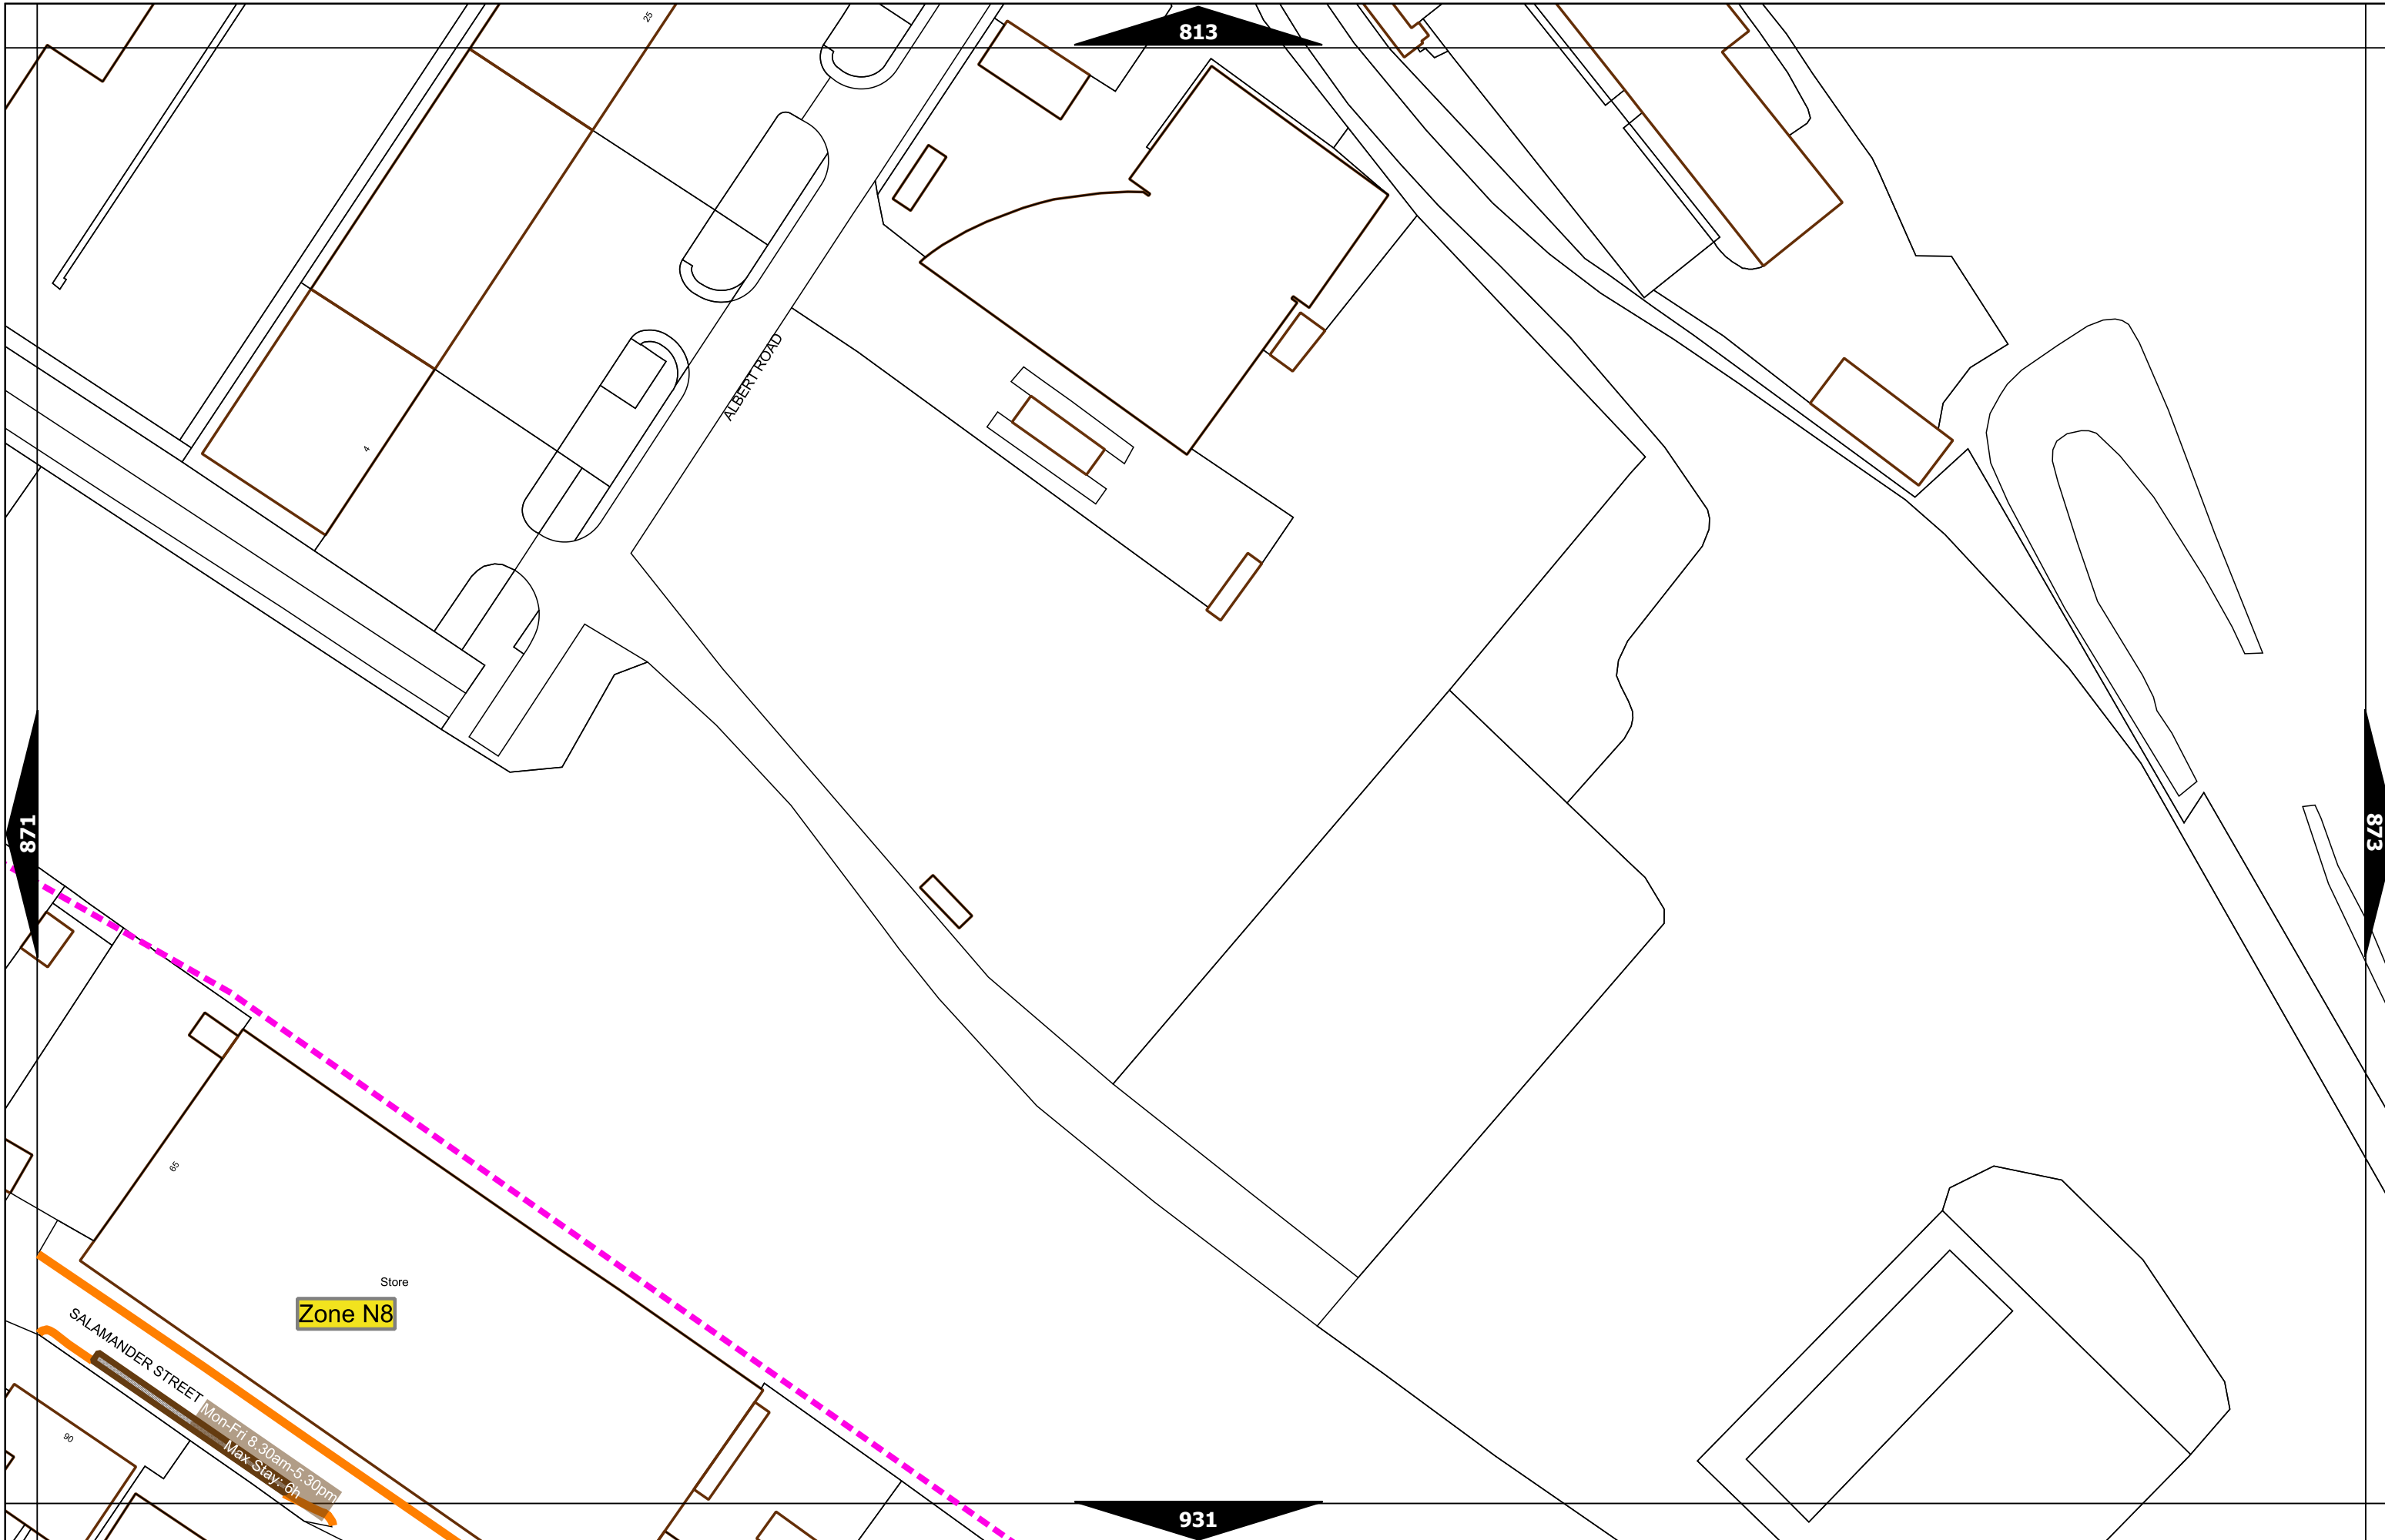 25
813
ALBERT ROAD
4
871
873
65
Store
Zone N8
SALAMANDER STREET
Mon-Fri 8.30am-5.30pm
Max Stay: 6h
90
931